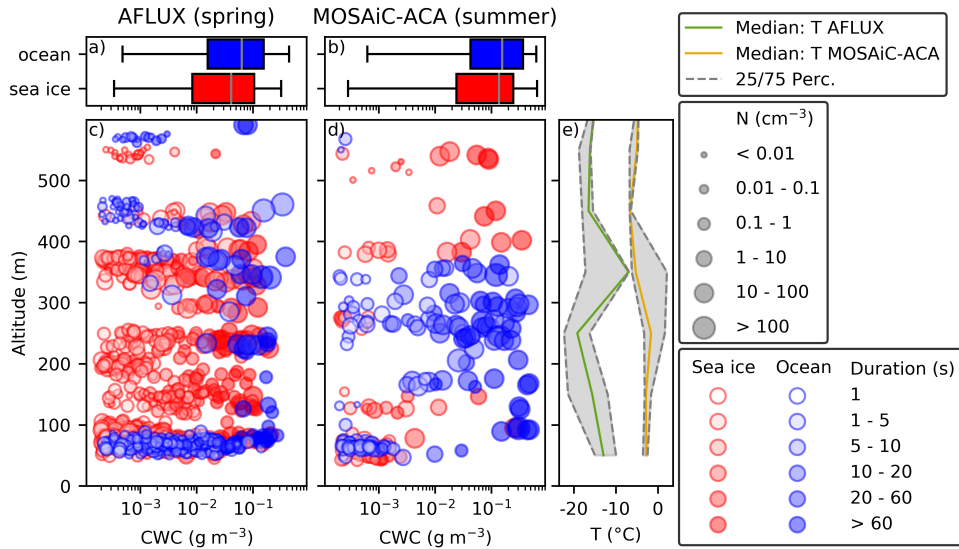 AFLUX (spring)
MOSAiC-ACA (summer)
a)
b)
ocean
sea ice
c)
d)
e)
500
400
300
200
100
0
Altitude (m)
10⁻³ 10⁻² 10⁻¹
CWC (g m⁻³)
10⁻³ 10⁻² 10⁻¹
CWC (g m⁻³)
-20 -10 0
T (°C)
Median: T AFLUX
Median: T MOSAiC-ACA
25/75 Perc.
N (cm⁻³)
< 0.01
0.01 - 0.1
0.1 - 1
1 - 10
10 - 100
> 100
Sea ice Ocean Duration (s)
1
1 - 5
5 - 10
10 - 20
20 - 60
> 60